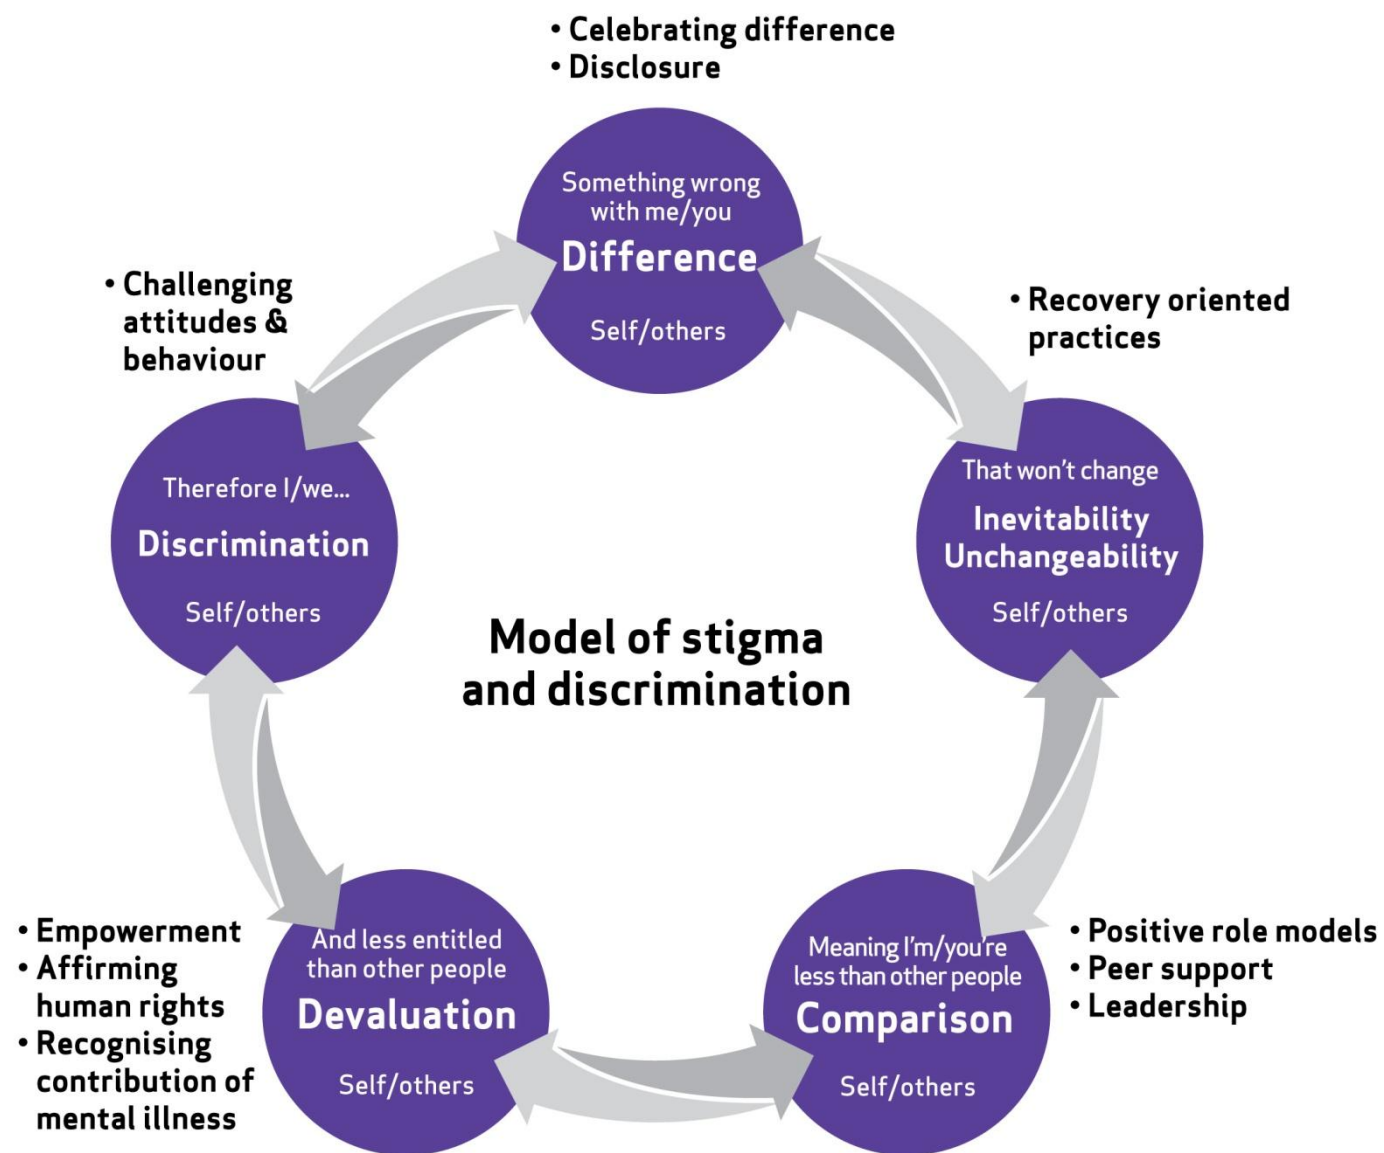 • Celebrating difference
• Disclosure
Something wrong
with me/you
Difference
Self/others
• Recovery oriented
practices
That won't change
Inevitability
Unchangeability
Self/others
• Positive role models
• Peer support
• Leadership
Meaning I'm/you're
less than other people
Comparison
Self/others
• Empowerment
• Affirming
human rights
• Recognising
contribution of
mental illness
And less entitled
than other people
Devaluation
Self/others
• Challenging
attitudes &
behaviour
Therefore I/we...
Discrimination
Self/others
Model of stigma
and discrimination